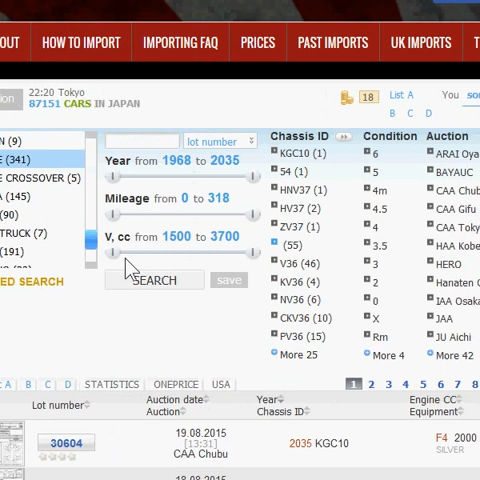 OUT HOW TO IMPORT IMPORTING FAQ PRICES PAST IMPORTS UK IMPORTS T
ion 22:20 Tokyo
87151 CARS IN JAPAN
18 List A You so
B C D
N (9)
E (341)
E CROSSOVER (5)
A (145)
(90)
TRUCK (7)
(191)
ED SEARCH
lot number
Year from 1968 to 2035
Mileage from 0 to 318
V, cc from 1500 to 3700
SEARCH save
Chassis ID
KGC10 (1)
54 (1)
HNV37 (1)
HV37 (2)
ZV37 (1)
(55)
V36 (46)
KV36 (4)
NV36 (6)
CKV36 (10)
PV36 (15)
More 25
Condition
6
5
4m
4.5
4
3.5
3
2
0
X
Rm
More 4
Auction
ARAI Oya
BAYAUC
CAA Chub
CAA Gifu
CAA Tokyo
HAA Kobe
HERO
Hanaten O
IAA Osaka
JAA
JU Aichi
More 42
t A B C D STATISTICS ONEPRICE USA 1 2 3 4 5 6 7 8
Lot number Auction date Auction: Year Chassis ID: Engine CC Equipment:
30604
19.08.2015
[13:31]
CAA Chubu
2035 KGC10
F4 2000
SILVER
18.08.2015